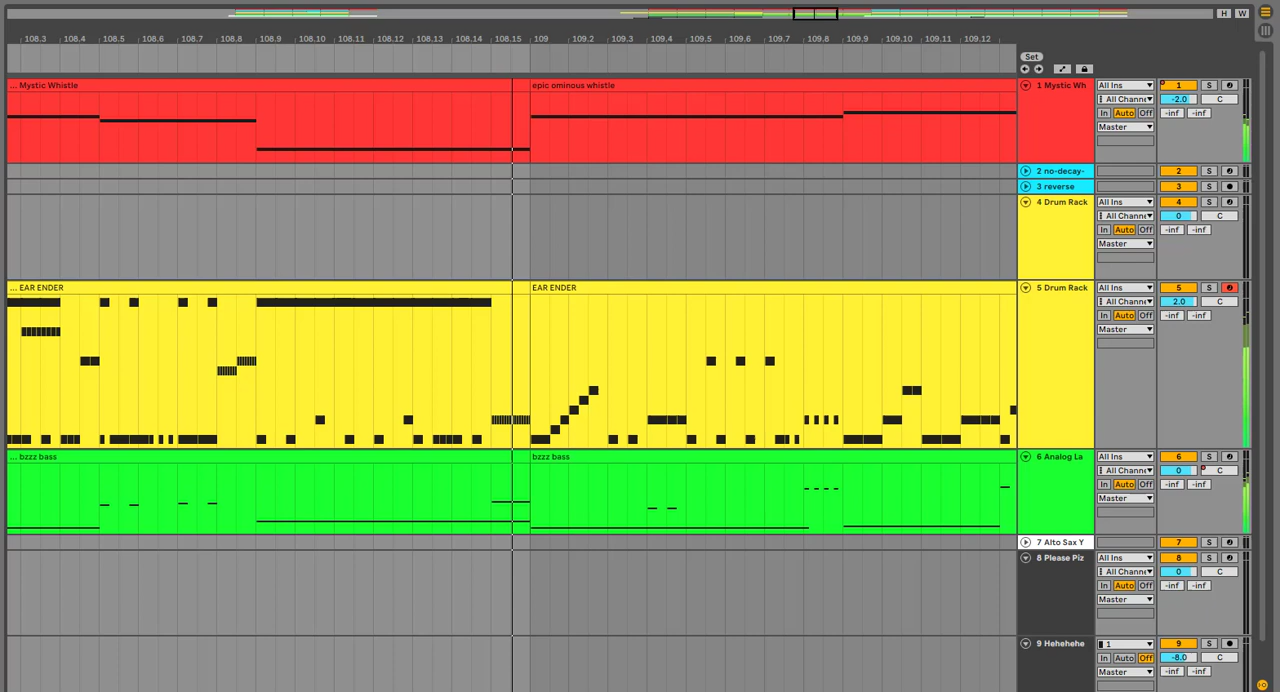 H W
108.3 108.4 108.5 108.6 108.7 108.8 108.9 108.10 108.11 108.12 108.13 108.14 108.15 109 109.2 109.3 109.4 109.5 109.6 109.7 109.8 109.9 109.10 109.11 109.12
Set
... Mystic Whistle epic ominous whistle 1 Mystic Wh All Ins 1 S
All Channe -2.0 C
In Auto Off -inf -inf
Master
2 no-decay- 2 S
3 reverse 3 S
4 Drum Rack All Ins 4 S
All Channe 0 C
In Auto Off -inf -inf
Master
... EAR ENDER EAR ENDER 5 Drum Rack All Ins 5 S
All Channe 2.0 C
In Auto Off -inf -inf
Master
... bzzz bass bzzz bass 6 Analog La All Ins 6 S
All Channe 0 C
In Auto Off -inf -inf
Master
7 Alto Sax Y 7 S
8 Please Piz All Ins 8 S
All Channe 0 C
In Auto Off -inf -inf
Master
9 Hehehehe 1 9 S
In Auto Off -8.0 C
Master -inf -inf